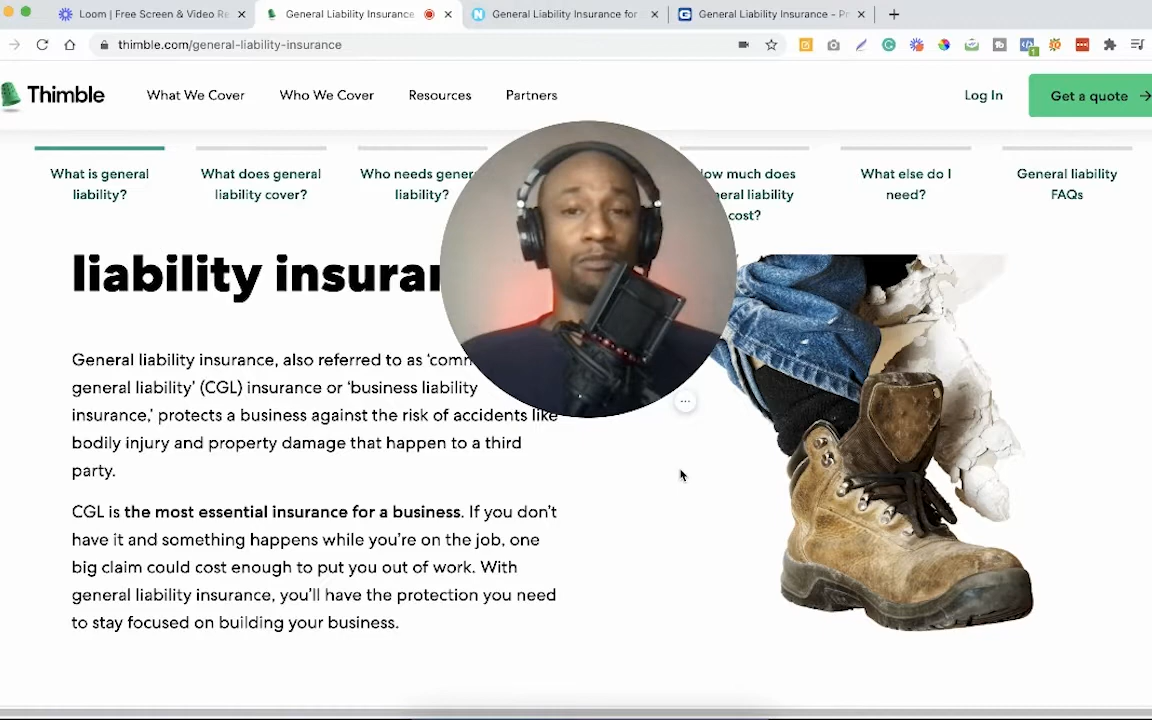 Loom | Free Screen & Video Re
General Liability Insurance
General Liability Insurance for
General Liability Insurance - Pr
thimble.com/general-liability-insurance
Thimble
What We Cover
Who We Cover
Resources
Partners
Log In
Get a quote →
What is general
liability?
What does general
liability cover?
Who needs gener
liability?
ow much does
eneral liability
cost?
What else do I
need?
General liability
FAQs
liability insurar
General liability insurance, also referred to as ‘comm
general liability’ (CGL) insurance or ‘business liability
insurance,’ protects a business against the risk of accidents like
bodily injury and property damage that happen to a third
party.
CGL is the most essential insurance for a business. If you don’t
have it and something happens while you’re on the job, one
big claim could cost enough to put you out of work. With
general liability insurance, you’ll have the protection you need
to stay focused on building your business.